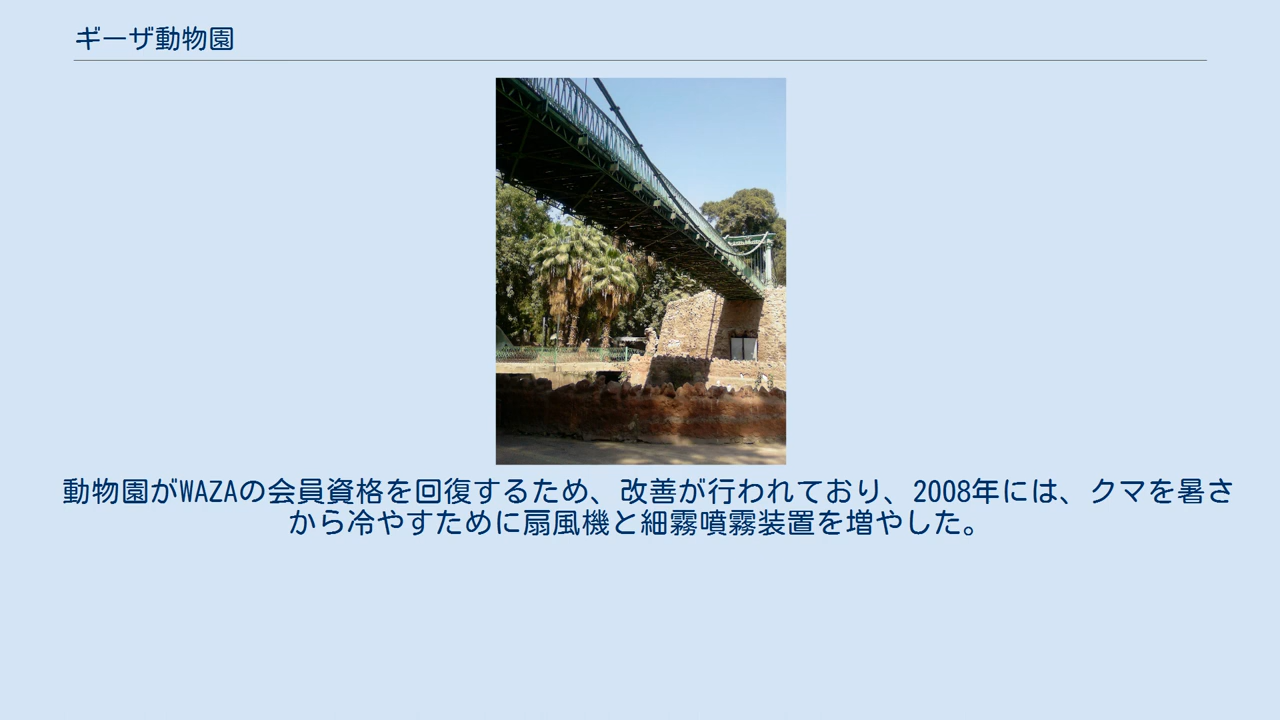 ギーザ動物園
動物園がWAZAの会員資格を回復するため、改善が行われており、2008年には、クマを暑さ
から冷やすために扇風機と細霧噴霧装置を増やした。